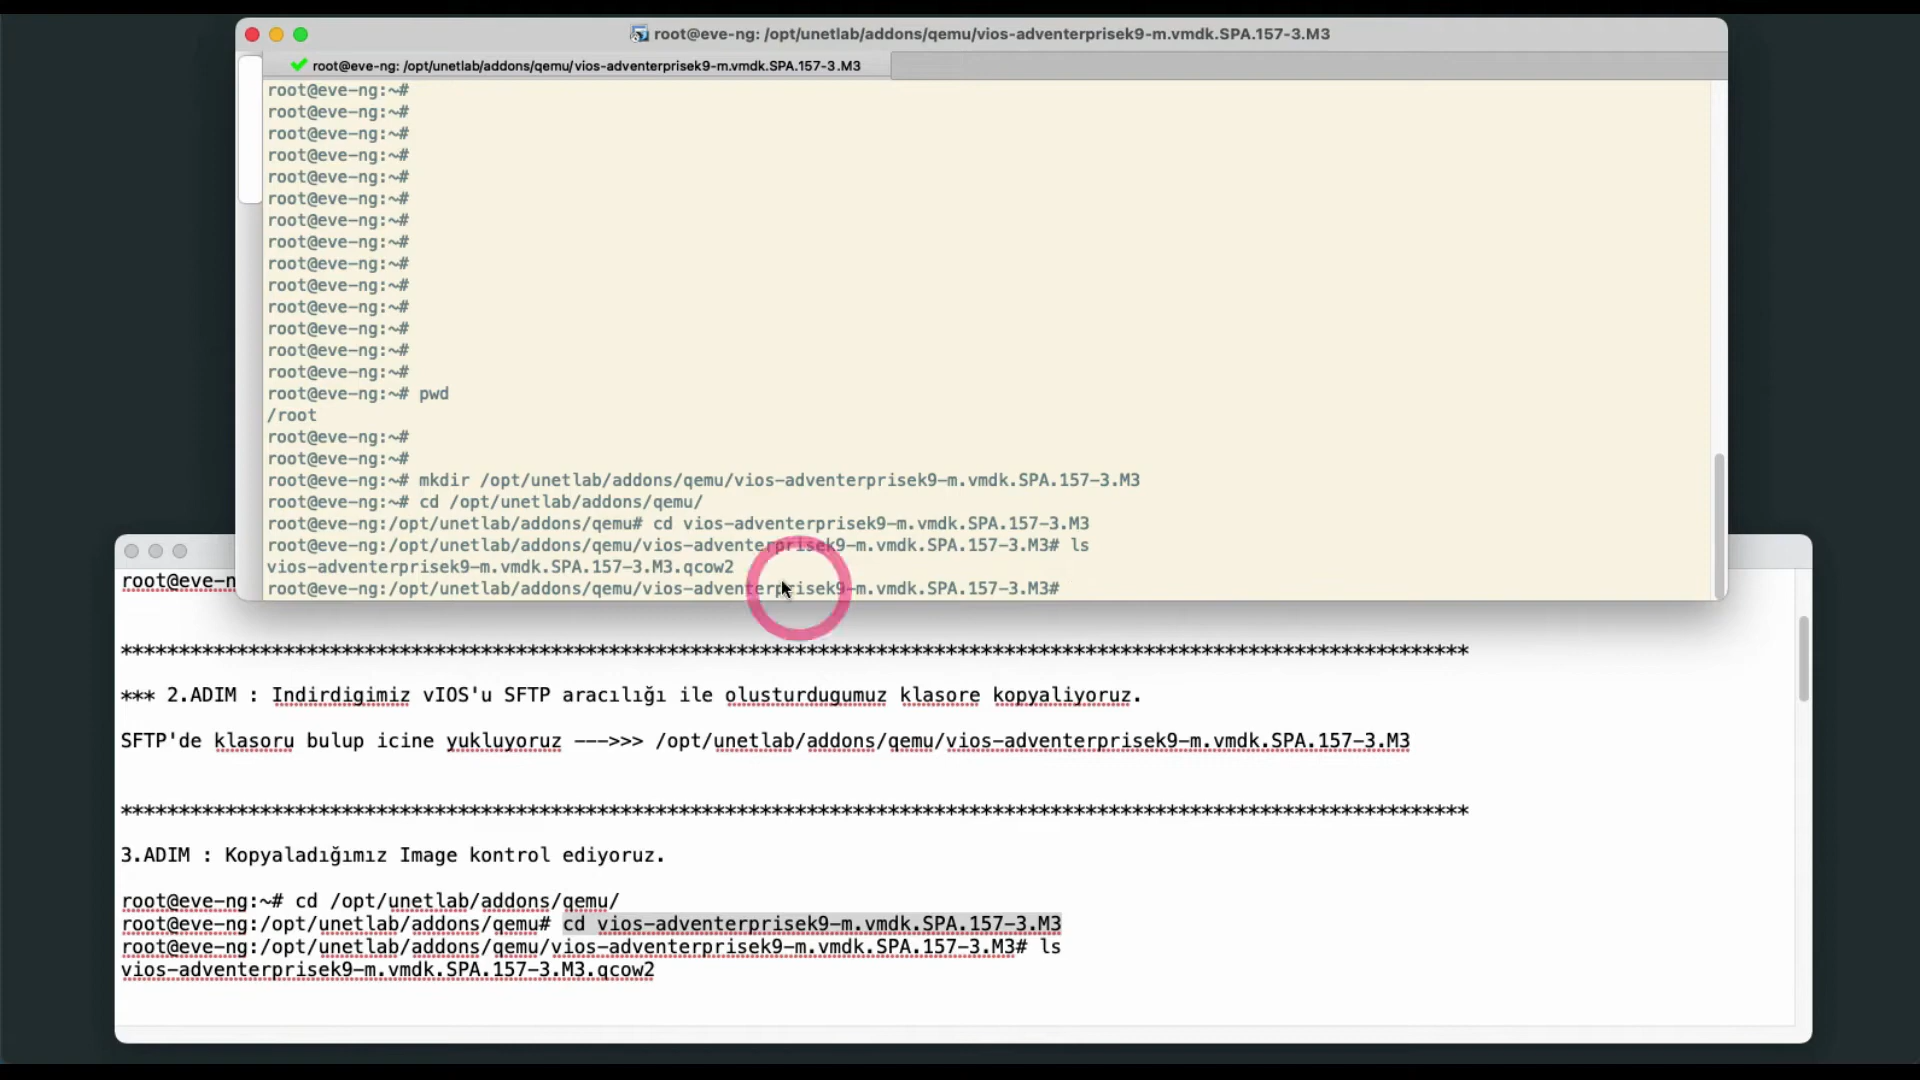 root@eve-ng: /opt/unetlab/addons/qemu/vios-adventerprisek9-m.vmdk.SPA.157-3.M3
root@eve-ng: /opt/unetlab/addons/qemu/vios-adventerprisek9-m.vmdk.SPA.157-3.M3
root@eve-ng:~#
root@eve-ng:~#
root@eve-ng:~#
root@eve-ng:~#
root@eve-ng:~#
root@eve-ng:~#
root@eve-ng:~#
root@eve-ng:~#
root@eve-ng:~#
root@eve-ng:~#
root@eve-ng:~#
root@eve-ng:~#
root@eve-ng:~#
root@eve-ng:~#
root@eve-ng:~# pwd
/root
root@eve-ng:~#
root@eve-ng:~#
root@eve-ng:~# mkdir /opt/unetlab/addons/qemu/vios-adventerprisek9-m.vmdk.SPA.157-3.M3
root@eve-ng:~# cd /opt/unetlab/addons/qemu/
root@eve-ng:/opt/unetlab/addons/qemu# cd vios-adventerprisek9-m.vmdk.SPA.157-3.M3
root@eve-ng:/opt/unetlab/addons/qemu/vios-adventerprisek9-m.vmdk.SPA.157-3.M3# ls
vios-adventerprisek9-m.vmdk.SPA.157-3.M3.qcow2
root@eve-ng:/opt/unetlab/addons/qemu/vios-adventerprisek9-m.vmdk.SPA.157-3.M3#
root@eve-n
********************************************************************************************************************
*** 2.ADIM : Indirdigimiz vIOS'u SFTP aracılığı ile olusturdugumuz klasore kopyaliyoruz.
SFTP'de klasoru bulup icine yukluyoruz --->>> /opt/unetlab/addons/qemu/vios-adventerprisek9-m.vmdk.SPA.157-3.M3
********************************************************************************************************************
3.ADIM : Kopyaladığımız Image kontrol ediyoruz.
root@eve-ng:~# cd /opt/unetlab/addons/qemu/
root@eve-ng:/opt/unetlab/addons/qemu# cd vios-adventerprisek9-m.vmdk.SPA.157-3.M3
root@eve-ng:/opt/unetlab/addons/qemu/vios-adventerprisek9-m.vmdk.SPA.157-3.M3# ls
vios-adventerprisek9-m.vmdk.SPA.157-3.M3.qcow2